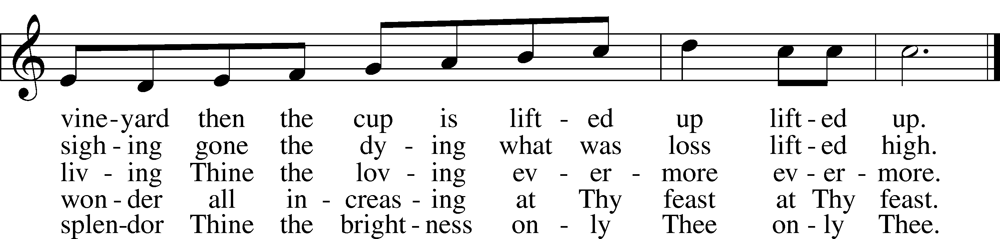 vine-yard then the cup is lift - ed up lift - ed up.
sigh - ing gone the dy - ing what was loss lift - ed high.
liv - ing Thine the lov - ing ev - er - more ev - er - more.
won - der all in - creas - ing at Thy feast at Thy feast.
splen-dor Thine the bright - ness on - ly Thee on - ly Thee.